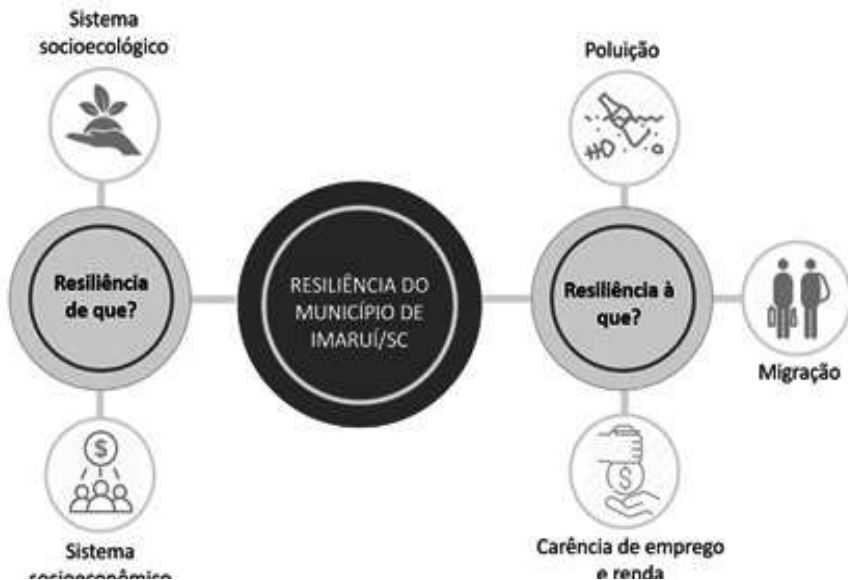 Sistema
socioecológico
Resiliência
de que?
Sistema
socioeconômico
RESILIÊNCIA DO
MUNICÍPIO DE
IMARUÍ/SC
Poluição
Resiliência à
que?
Migração
Carência de emprego
e renda